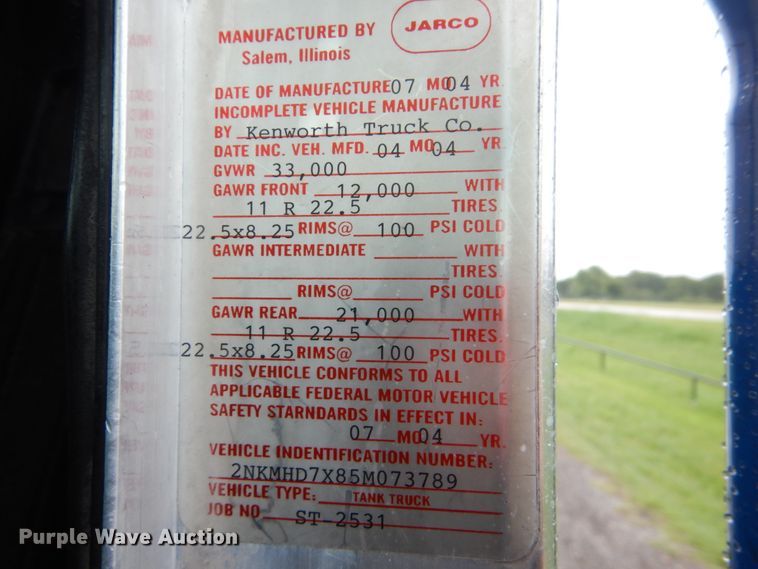 MANUFACTURED BY JARCO
Salem, Illinois
DATE OF MANUFACTURE 07 MO 04 YR.
INCOMPLETE VEHICLE MANUFACTURE
BY Kenworth Truck Co.
DATE INC. VEH. MFD. 04 MO 04 YR.
GVWR 33,000
GAWR FRONT 12,000 WITH
11 R 22.5 TIRES.
22.5x8.25 RIMS@ 100 PSI COLD
GAWR INTERMEDIATE WITH
TIRES.
RIMS@ PSI COLD
GAWR REAR 21,000 WITH
11 R 22.5 TIRES.
22.5x8.25 RIMS@ 100 PSI COLD
THIS VEHICLE CONFORMS TO ALL
APPLICABLE FEDERAL MOTOR VEHICLE
SAFETY STARNDARDS IN EFFECT IN:
07 MO 04 YR.
VEHICLE INDENTIFICATION NUMBER:
2NKMHD7X85M073789
VEHICLE TYPE: TANK TRUCK
JOB NO ST-2531
Purple Wave Auction